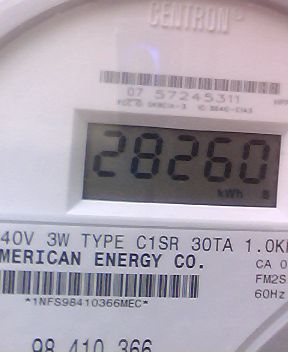 CENTRON®
07 57245311
28260
kWh 8
40V 3W TYPE C1SR 30TA 1.0K
MERICAN ENERGY CO.
CA 0
FM2S
60Hz
*1NFS98410366MEC*
98 410 366